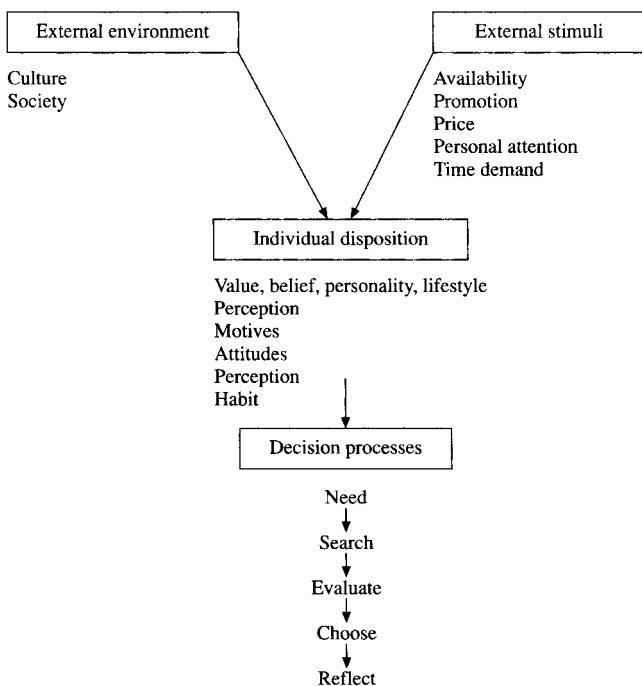 External environment
External stimuli
Culture
Society
Availability
Promotion
Price
Personal attention
Time demand
Individual disposition
Value, belief, personality, lifestyle
Perception
Motives
Attitudes
Perception
Habit
Decision processes
Need
Search
Evaluate
Choose
Reflect